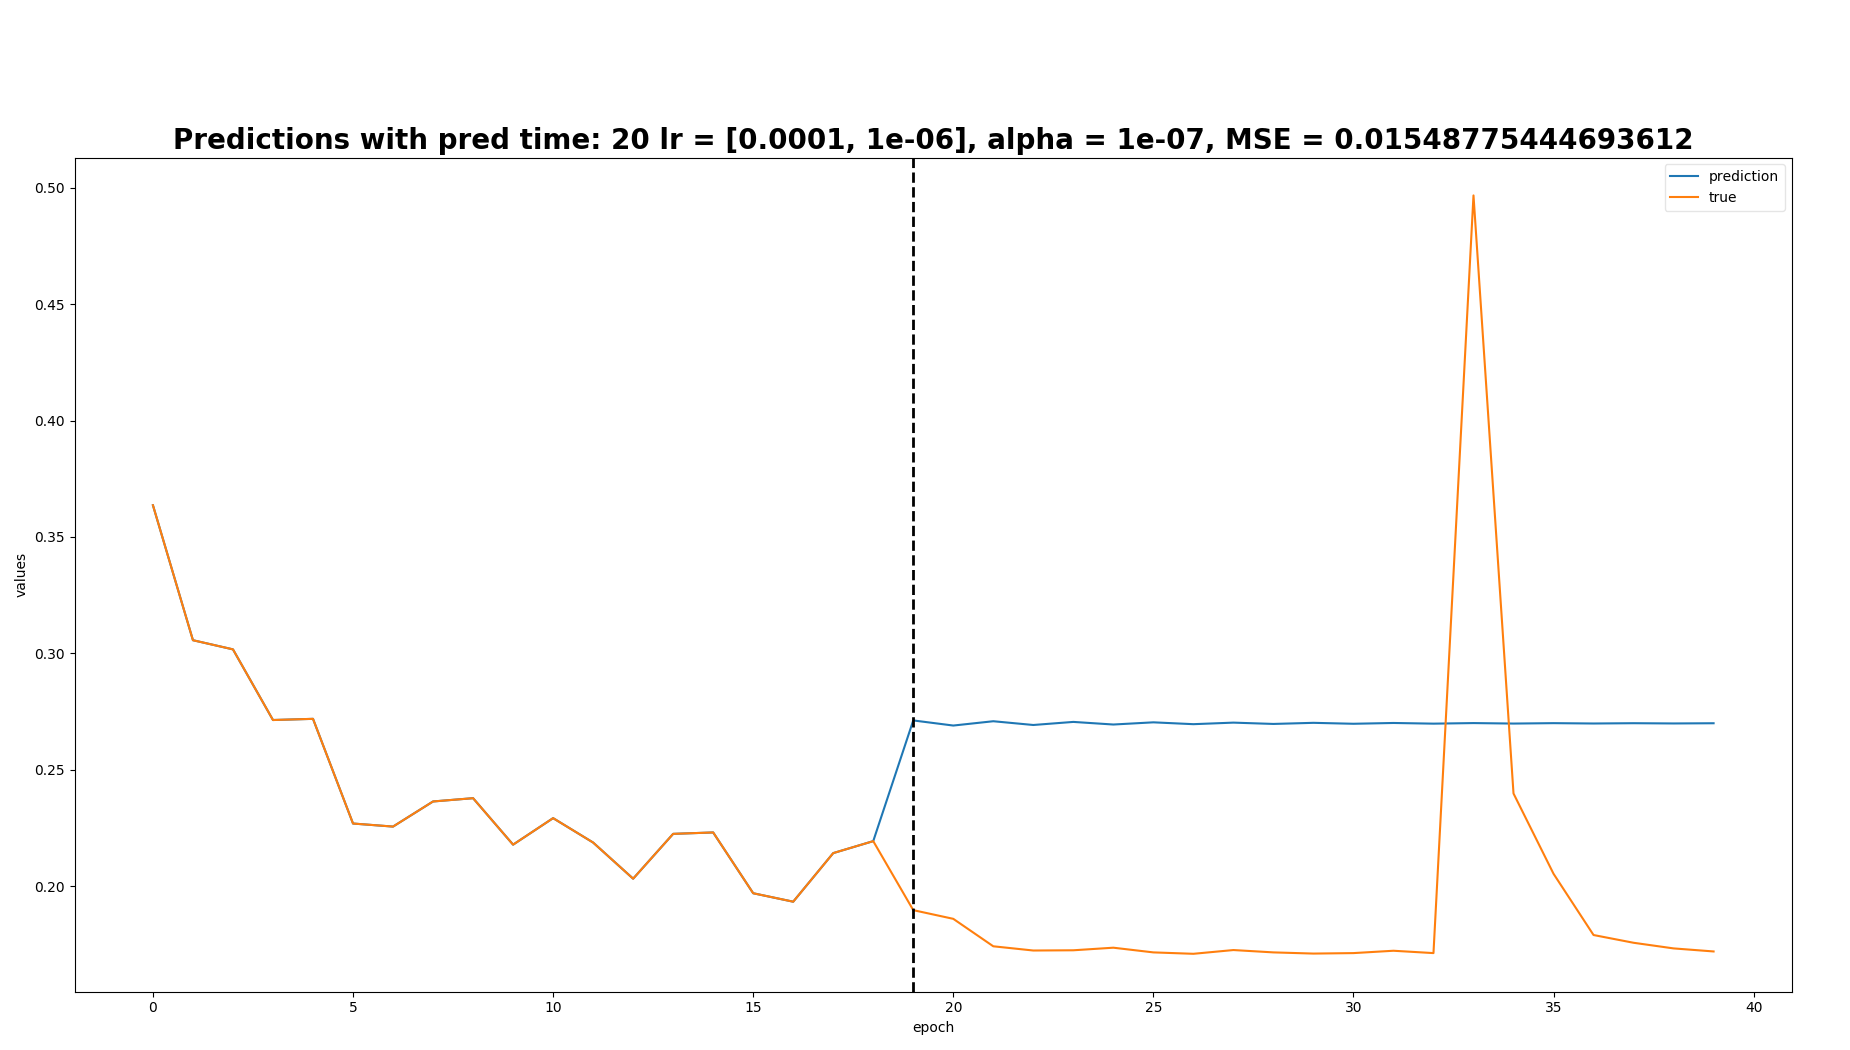 Predictions with pred time: 20 lr = [0.0001, 1e-06], alpha = 1e-07, MSE = 0.01548775444693612
prediction
true
0.50
0.45
0.40
0.35
0.30
0.25
0.20
values
0 5 10 15 20 25 30 35 40
epoch